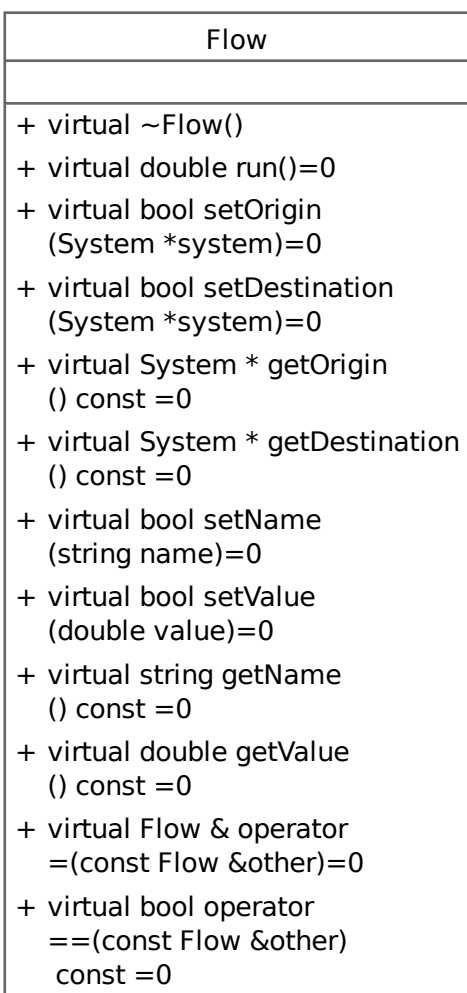 Flow
+ virtual ~Flow()
+ virtual double run()=0
+ virtual bool setOrigin
(System *system)=0
+ virtual bool setDestination
(System *system)=0
+ virtual System * getOrigin
() const =0
+ virtual System * getDestination
() const =0
+ virtual bool setName
(string name)=0
+ virtual bool setValue
(double value)=0
+ virtual string getName
() const =0
+ virtual double getValue
() const =0
+ virtual Flow & operator
=(const Flow &other)=0
+ virtual bool operator
==(const Flow &other)
const =0